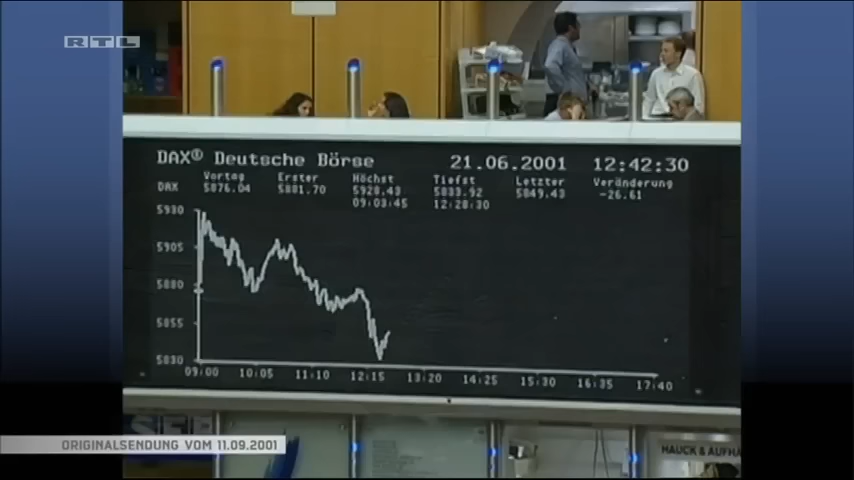 RTL
DAX® Deutsche Börse 21.06.2001 12:42:30
Vortag Erster Höchst Tiefst Letzter Veränderung
DAX 5876.04 5881.70 5928.43 5833.92 5849.43 -26.61
09:03:45 12:28:30
5930
5905
5880
5855
5830
09:00 10:05 11:10 12:15 13:20 14:25 15:30 16:35 17:40
ORIGINALSENDUNG VOM 11.09.2001
HAUCK & AUFHÄ